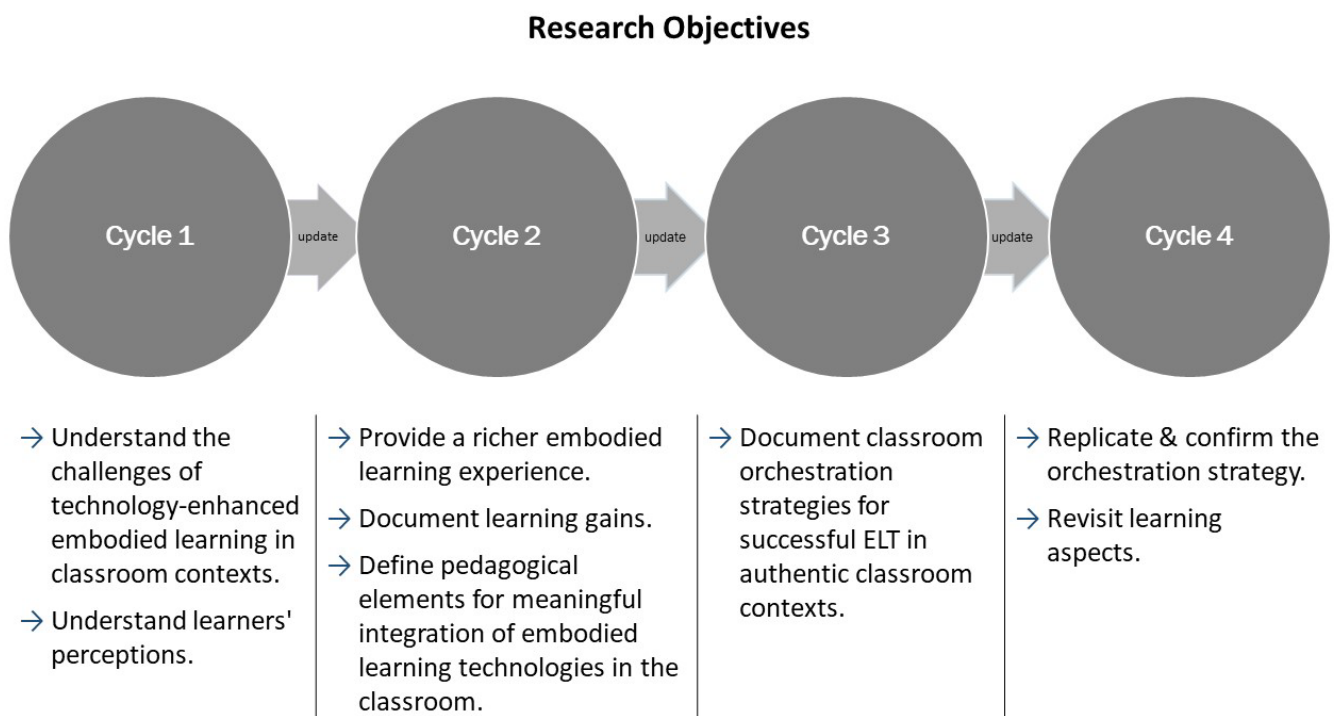 Research Objectives
Cycle 1
update
Cycle 2
update
Cycle 3
update
Cycle 4
→ Understand the
challenges of
technology-enhanced
embodied learning in
classroom contexts.
→ Understand learners'
perceptions.
→ Provide a richer embodied
learning experience.
→ Document learning gains.
→ Define pedagogical
elements for meaningful
integration of embodied
learning technologies in the
classroom.
→ Document classroom
orchestration
strategies for
successful ELT in
authentic classroom
contexts.
→ Replicate & confirm the
orchestration strategy.
→ Revisit learning
aspects.